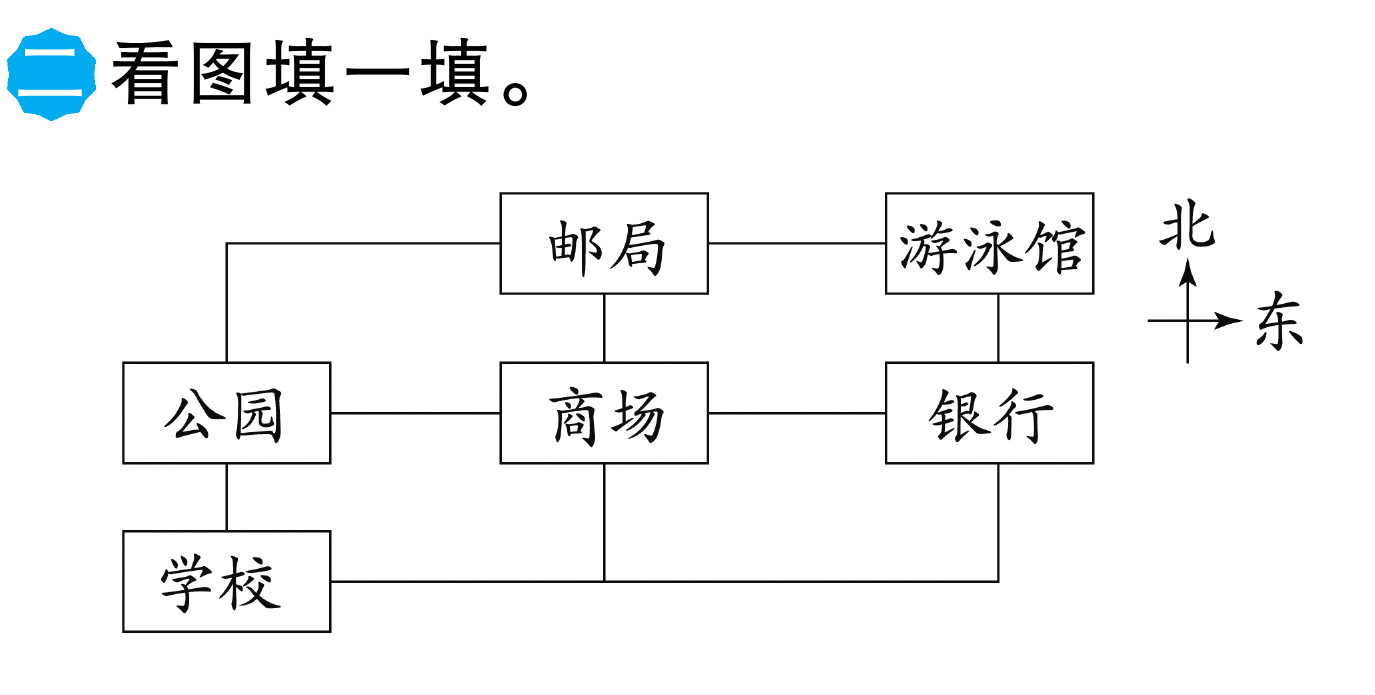 二 看图填一填。
邮局 游泳馆 北
东
公园 商场 银行
学校